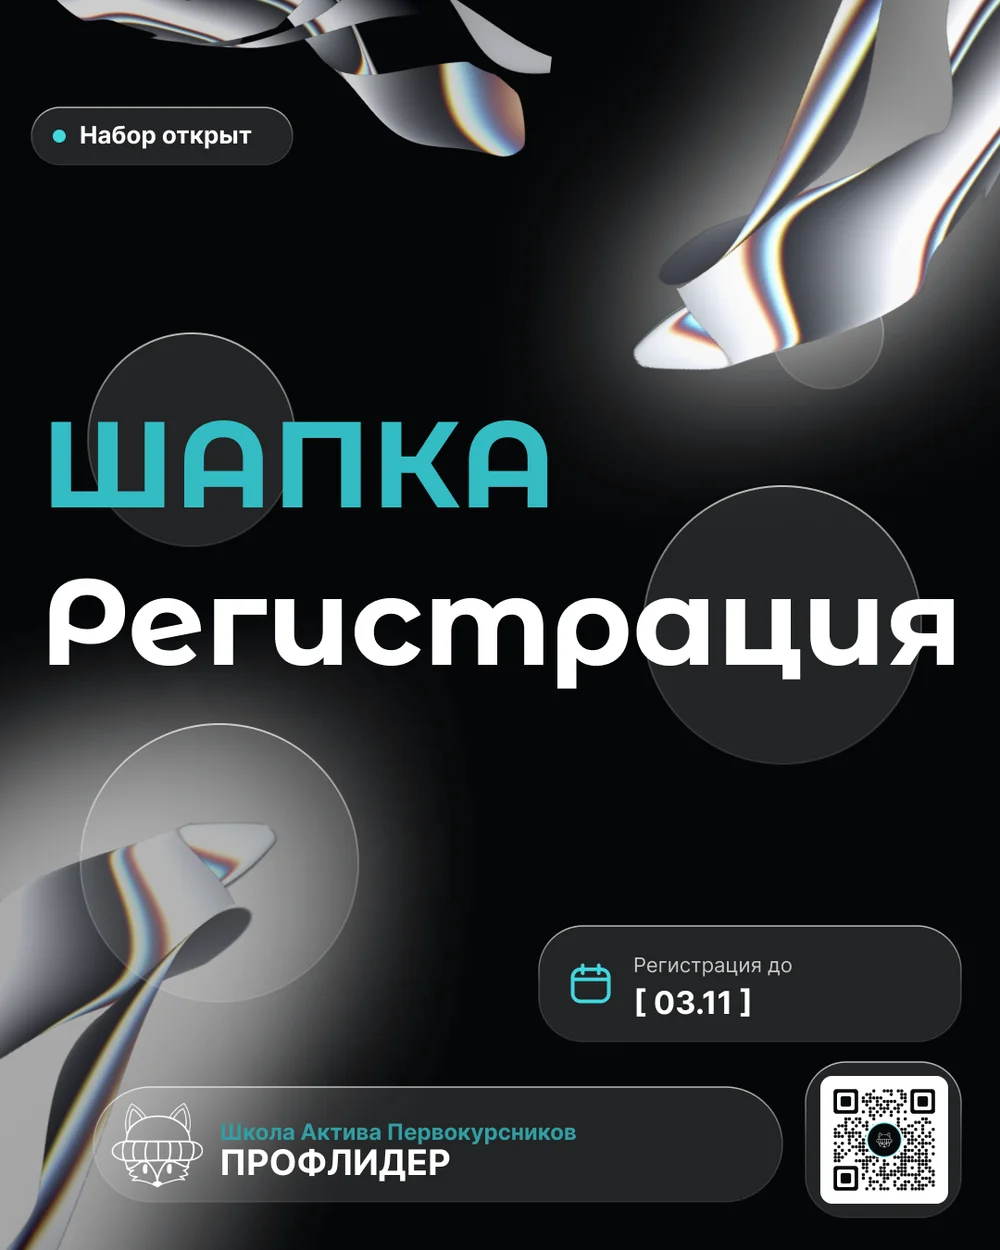 Набор открыт
ШАПКА
Регистрация
Регистрация до
[ 03.11 ]
Школа Актива Первокурсников
ПРОФЛИДЕР